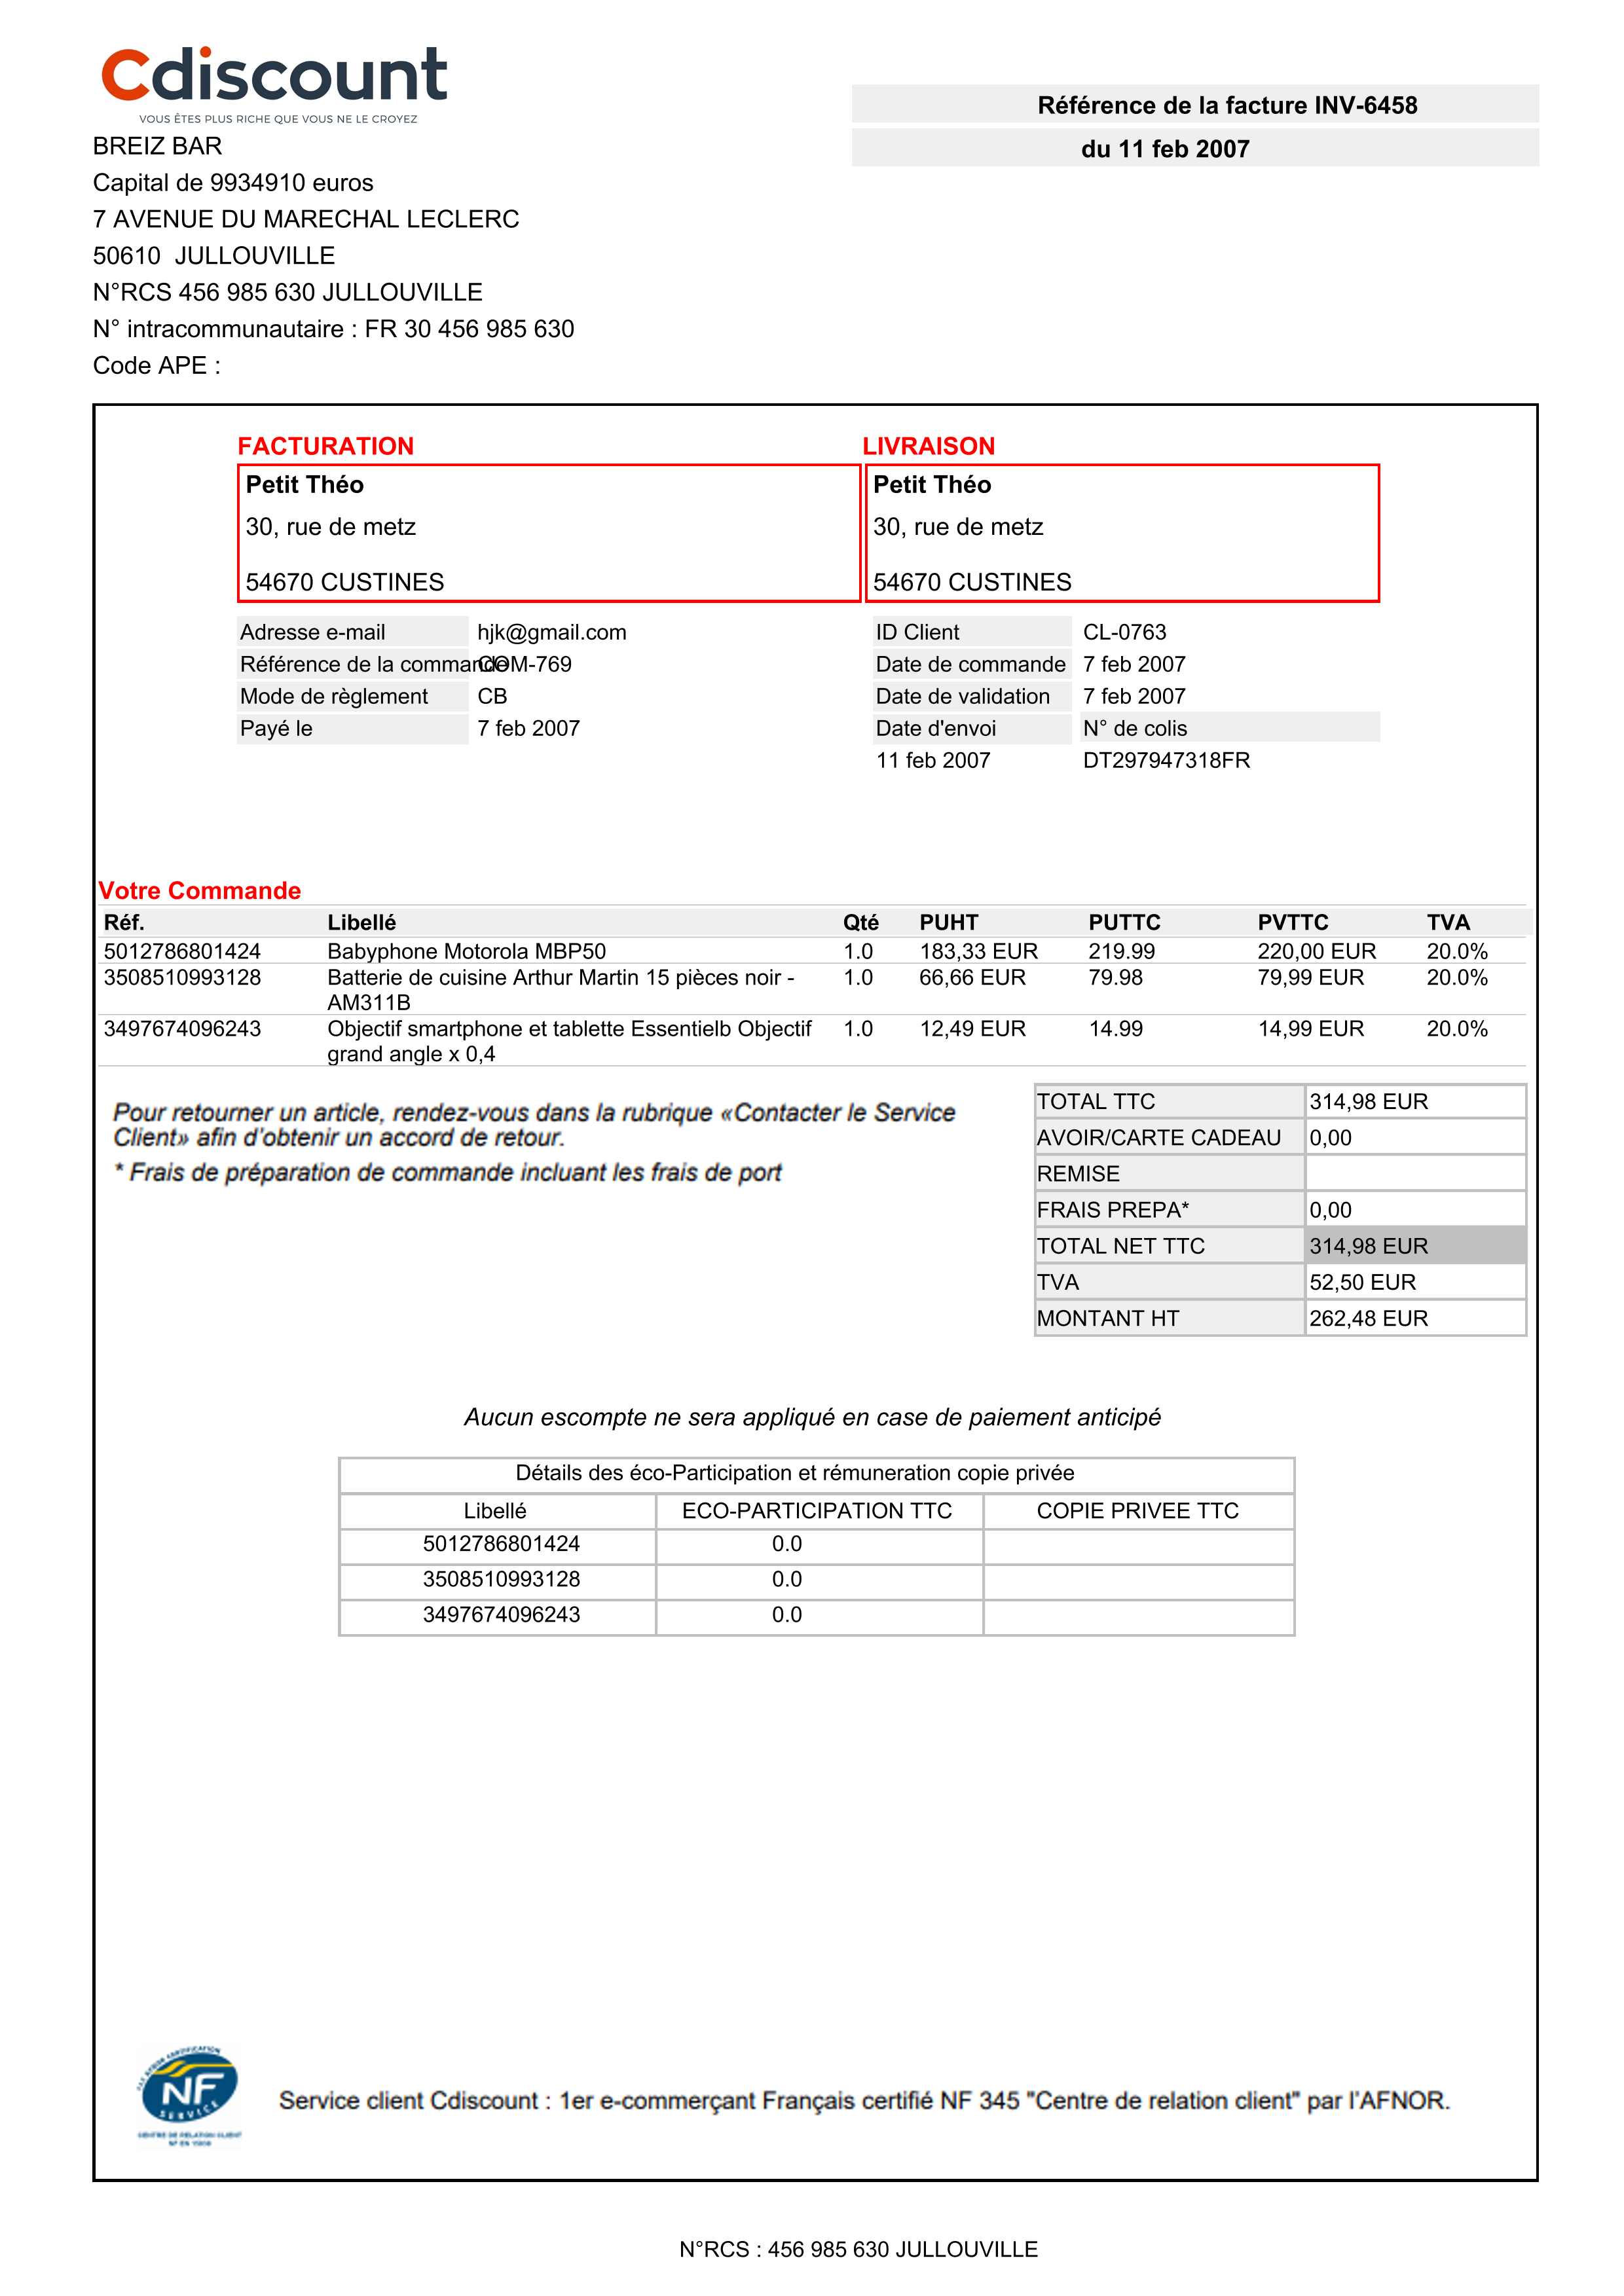 Cdiscount
VOUS ÊTES PLUS RICHE QUE VOUS NE LE CROYEZ
Référence de la facture INV-6458
du 11 feb 2007
BREIZ BAR
Capital de 9934910 euros
7 AVENUE DU MARECHAL LECLERC
50610 JULLOUVILLE
N°RCS 456 985 630 JULLOUVILLE
N° intracommunautaire : FR 30 456 985 630
Code APE :
FACTURATION
Petit Théo
30, rue de metz
54670 CUSTINES
LIVRAISON
Petit Théo
30, rue de metz
54670 CUSTINES
Adresse e-mail hjk@gmail.com
Référence de la commande COM-769
Mode de règlement CB
Payé le 7 feb 2007
ID Client CL-0763
Date de commande 7 feb 2007
Date de validation 7 feb 2007
Date d'envoi N° de colis
11 feb 2007 DT297947318FR
Votre Commande
Réf. Libellé Qté PUHT PUTTC PVTTC TVA
5012786801424 Babyphone Motorola MBP50 1.0 183,33 EUR 219.99 220,00 EUR 20.0%
3508510993128 Batterie de cuisine Arthur Martin 15 pièces noir - 1.0 66,66 EUR 79.98 79,99 EUR 20.0%
AM311B
3497674096243 Objectif smartphone et tablette Essentielb Objectif 1.0 12,49 EUR 14.99 14,99 EUR 20.0%
grand angle x 0,4
Pour retourner un article, rendez-vous dans la rubrique «Contacter le Service
Client» afin d'obtenir un accord de retour.
* Frais de préparation de commande incluant les frais de port
TOTAL TTC 314,98 EUR
AVOIR/CARTE CADEAU 0,00
REMISE
FRAIS PREPA* 0,00
TOTAL NET TTC 314,98 EUR
TVA 52,50 EUR
MONTANT HT 262,48 EUR
Aucun escompte ne sera appliqué en case de paiement anticipé
Détails des éco-Participation et rémuneration copie privée
Libellé ECO-PARTICIPATION TTC COPIE PRIVEE TTC
5012786801424 0.0
3508510993128 0.0
3497674096243 0.0
NF
SERVICE
CENTRE DE RELATION CLIENT
Service client Cdiscount : 1er e-commerçant Français certifié NF 345 "Centre de relation client" par l'AFNOR.
N°RCS : 456 985 630 JULLOUVILLE